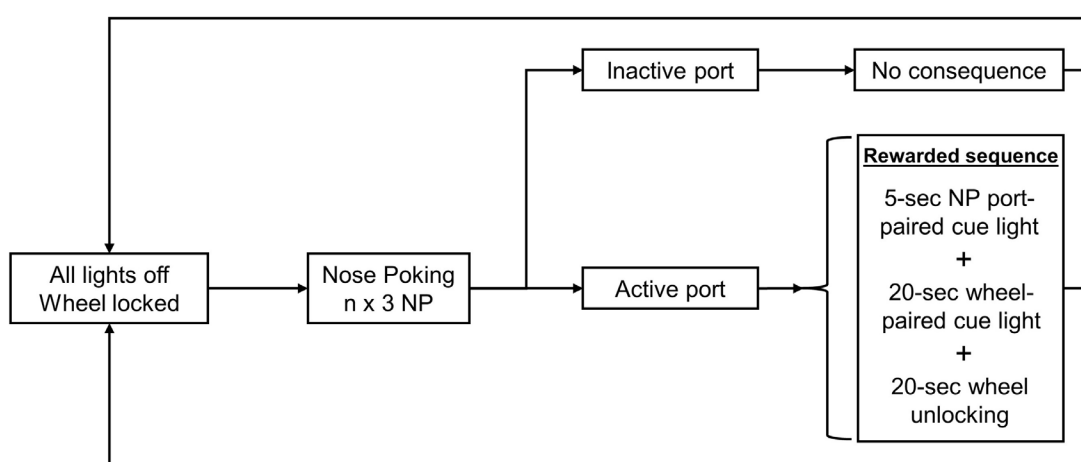 All lights off
Wheel locked
Nose Poking
n x 3 NP
Inactive port
No consequence
Active port
Rewarded sequence
5-sec NP port-
paired cue light
+
20-sec wheel-
paired cue light
+
20-sec wheel
unlocking